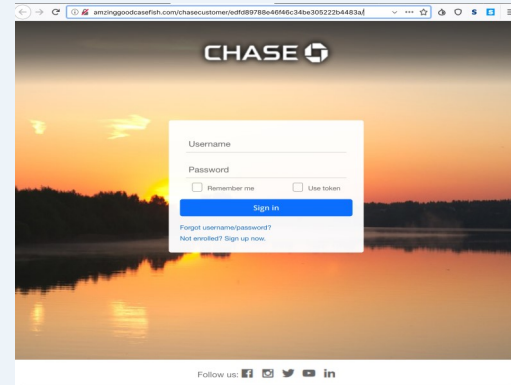 amzinggoodcasefish.com/chasecustomer/edfd89788e46f46c34be305222b4483a/
CHASE
Username
Password
Remember me Use token
Sign in
Forgot username/password?
Not enrolled? Sign up now.
Follow us: